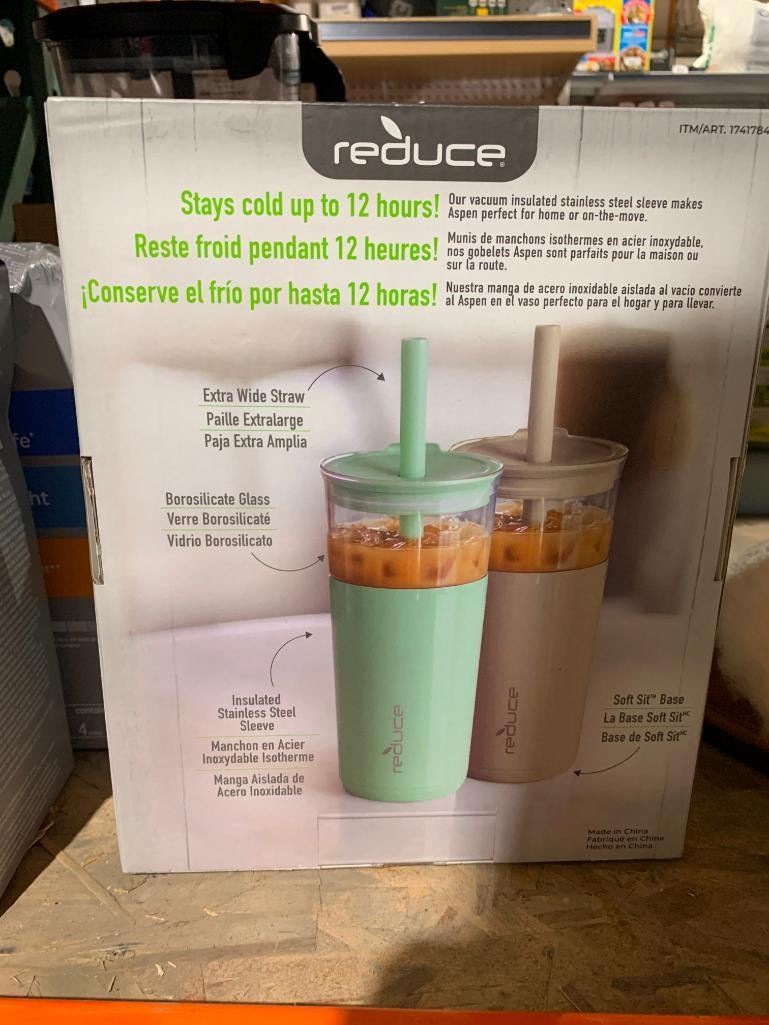 reduce®
ITM/ART. 1741784
Stays cold up to 12 hours!
Our vacuum insulated stainless steel sleeve makes
Aspen perfect for home or on-the-move.
Reste froid pendant 12 heures!
Munis de manchons isothermes en acier inoxydable,
nos gobelets Aspen sont parfaits pour la maison ou
sur la route.
¡Conserve el frío por hasta 12 horas!
Nuestra manga de acero inoxidable aislada al vacío convierte
al Aspen en el vaso perfecto para el hogar y para llevar.
Extra Wide Straw
Paille Extralarge
Paja Extra Amplia
Borosilicate Glass
Verre Borosilicaté
Vidrio Borosilicato
Insulated
Stainless Steel
Sleeve
Manchon en Acier
Inoxydable Isotherme
Manga Aislada de
Acero Inoxidable
reduce
reduce
Soft Sit™ Base
La Base Soft Sitᴹᶜ
Base de Soft Sitᴹᶜ
Made in China
Fabriqué en China
Hecho en China